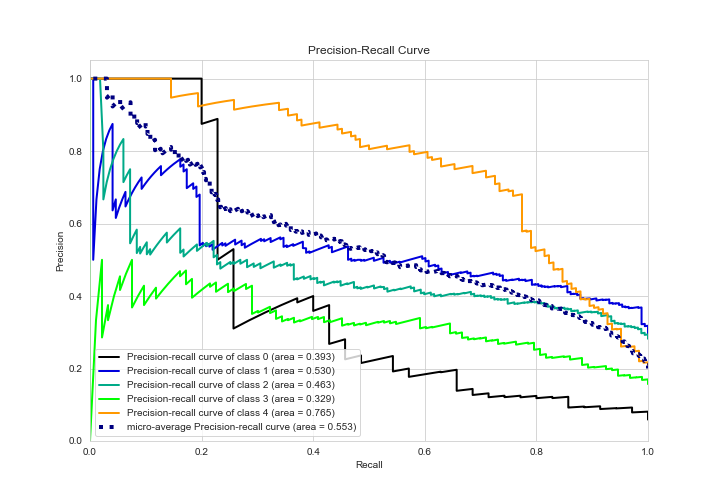 Precision-Recall Curve
1.0
0.8
0.6
0.4
0.2
0.0
Precision
Precision-recall curve of class 0 (area = 0.393)
Precision-recall curve of class 1 (area = 0.530)
Precision-recall curve of class 2 (area = 0.463)
Precision-recall curve of class 3 (area = 0.329)
Precision-recall curve of class 4 (area = 0.765)
micro-average Precision-recall curve (area = 0.553)
0.0 0.2 0.4 0.6 0.8 1.0
Recall